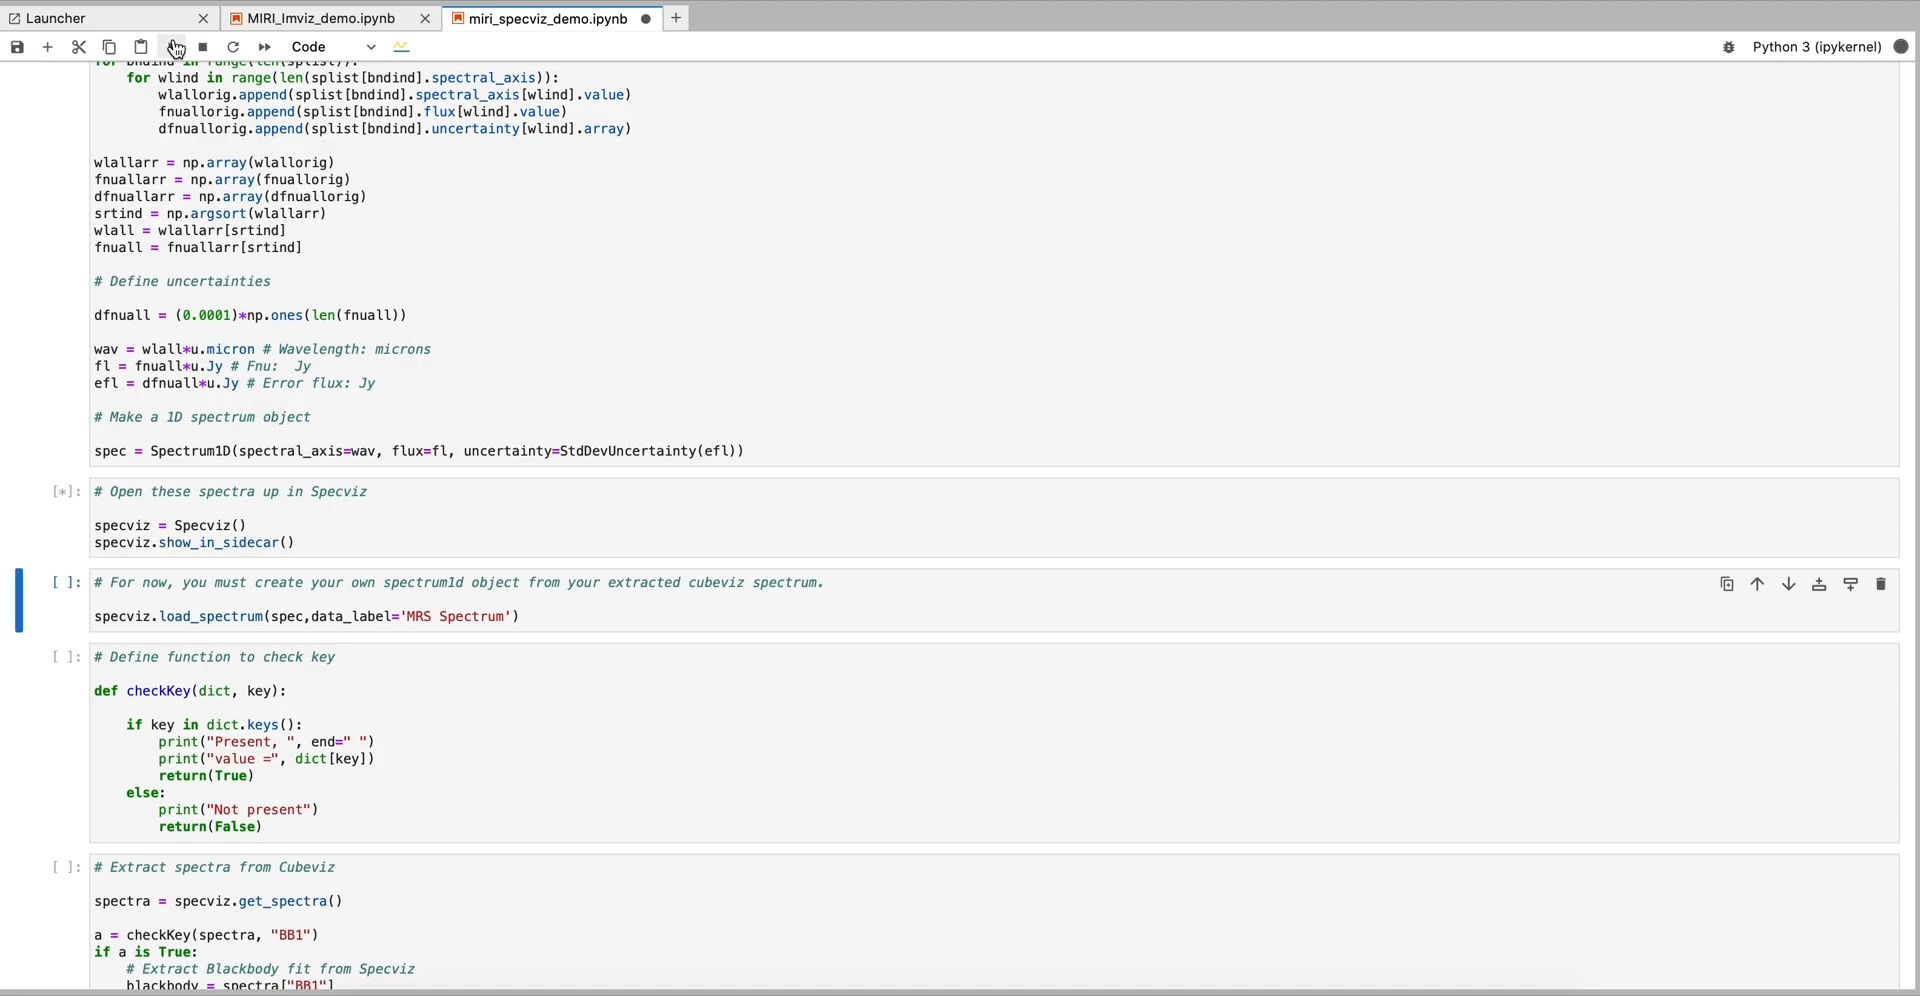 Launcher
MIRI_Imviz_demo.ipynb
miri_specviz_demo.ipynb
Code
Python 3 (ipykernel)
for bndind in range(len(splist)):
for wlind in range(len(splist[bndind].spectral_axis)):
wlallorig.append(splist[bndind].spectral_axis[wlind].value)
fnuallorig.append(splist[bndind].flux[wlind].value)
dfnuallorig.append(splist[bndind].uncertainty[wlind].array)
wlallarr = np.array(wlallorig)
fnuallarr = np.array(fnuallorig)
dfnuallarr = np.array(dfnuallorig)
srtind = np.argsort(wlallarr)
wlall = wlallarr[srtind]
fnuall = fnuallarr[srtind]
# Define uncertainties
dfnuall = (0.0001)*np.ones(len(fnuall))
wav = wlall*u.micron # Wavelength: microns
fl = fnuall*u.Jy # Fnu:  Jy
efl = dfnuall*u.Jy # Error flux: Jy
# Make a 1D spectrum object
spec = Spectrum1D(spectral_axis=wav, flux=fl, uncertainty=StdDevUncertainty(efl))
[*]: # Open these spectra up in Specviz
specviz = Specviz()
specviz.show_in_sidecar()
[ ]: # For now, you must create your own spectrum1d object from your extracted cubeviz spectrum.
specviz.load_spectrum(spec,data_label='MRS Spectrum')
[ ]: # Define function to check key
def checkKey(dict, key):
if key in dict.keys():
print("Present, ", end=" ")
print("value =", dict[key])
return(True)
else:
print("Not present")
return(False)
[ ]: # Extract spectra from Cubeviz
spectra = specviz.get_spectra()
a = checkKey(spectra, "BB1")
if a is True:
# Extract Blackbody fit from Specviz
blackbody = spectra["BB1"]